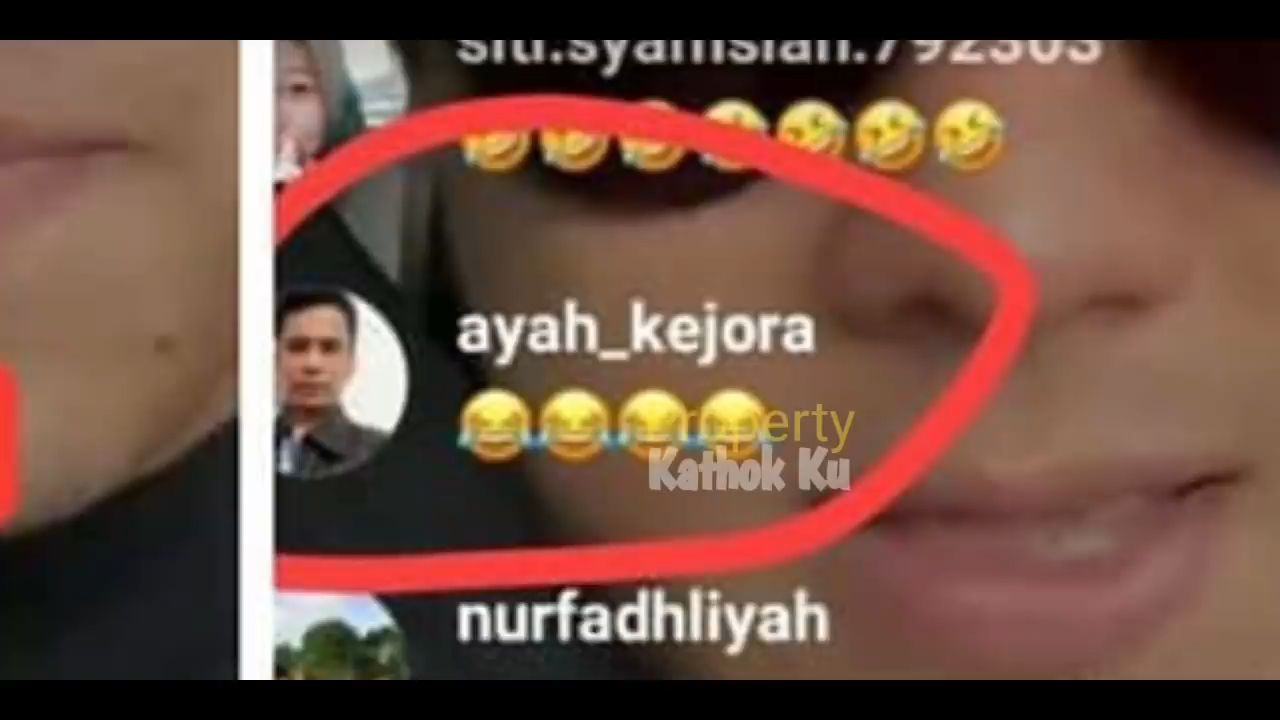 siti.syamsiah.792303
🤣🤣🤣🤣🤣🤣🤣
ayah_kejora
😂😂😂😂
Property
Kathok Ku
nurfadhliyah